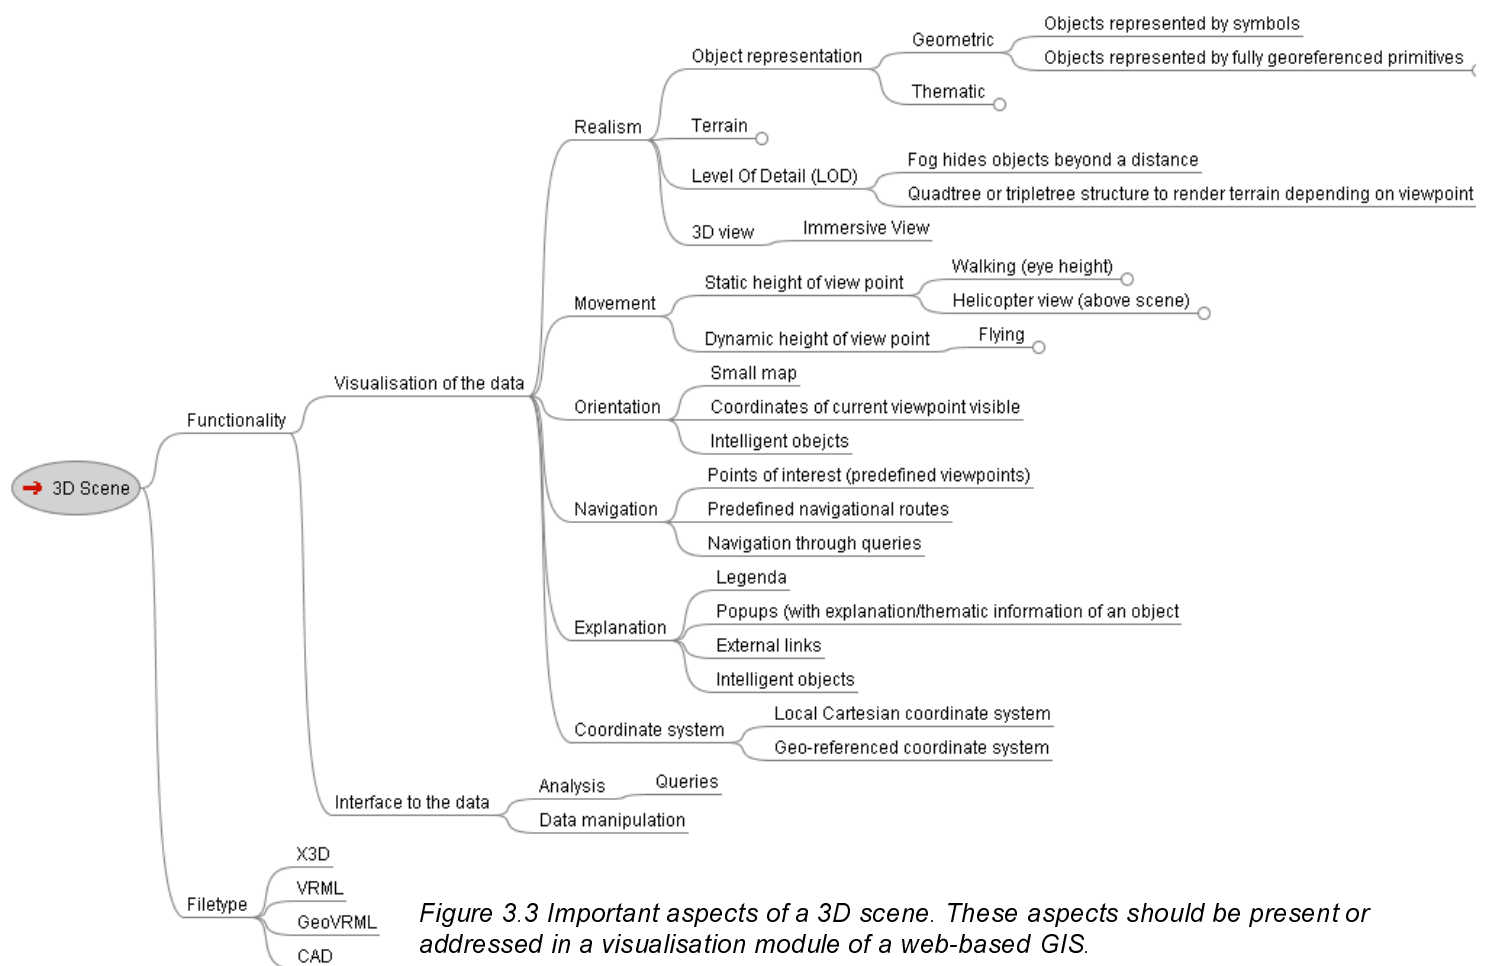 Objects represented by symbols
Geometric
Object representation
Objects represented by fully georeferenced primitives
Thematic
Realism
Terrain
Fog hides objects beyond a distance
Level Of Detail (LOD)
Quadtree or tripletree structure to render terrain depending on viewpoint
3D view
Immersive View
Walking (eye height)
Static height of view point
Movement
Helicopter view (above scene)
Dynamic height of view point
Flying
Small map
Visualisation of the data
Orientation
Coordinates of current viewpoint visible
Functionality
Intelligent obejcts
Points of interest (predefined viewpoints)
3D Scene
Navigation
Predefined navigational routes
Navigation through queries
Legenda
Popups (with explanation/thematic information of an object
Explanation
External links
Intelligent objects
Local Cartesian coordinate system
Coordinate system
Geo-referenced coordinate system
Analysis
Queries
Interface to the data
Data manipulation
X3D
VRML
Filetype
GeoVRML
CAD
Figure 3.3 Important aspects of a 3D scene. These aspects should be present or
addressed in a visualisation module of a web-based GIS.